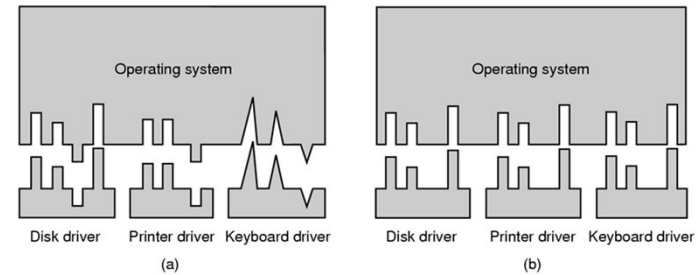 Operating system
Disk driver Printer driver Keyboard driver
(a)
Operating system
Disk driver Printer driver Keyboard driver
(b)